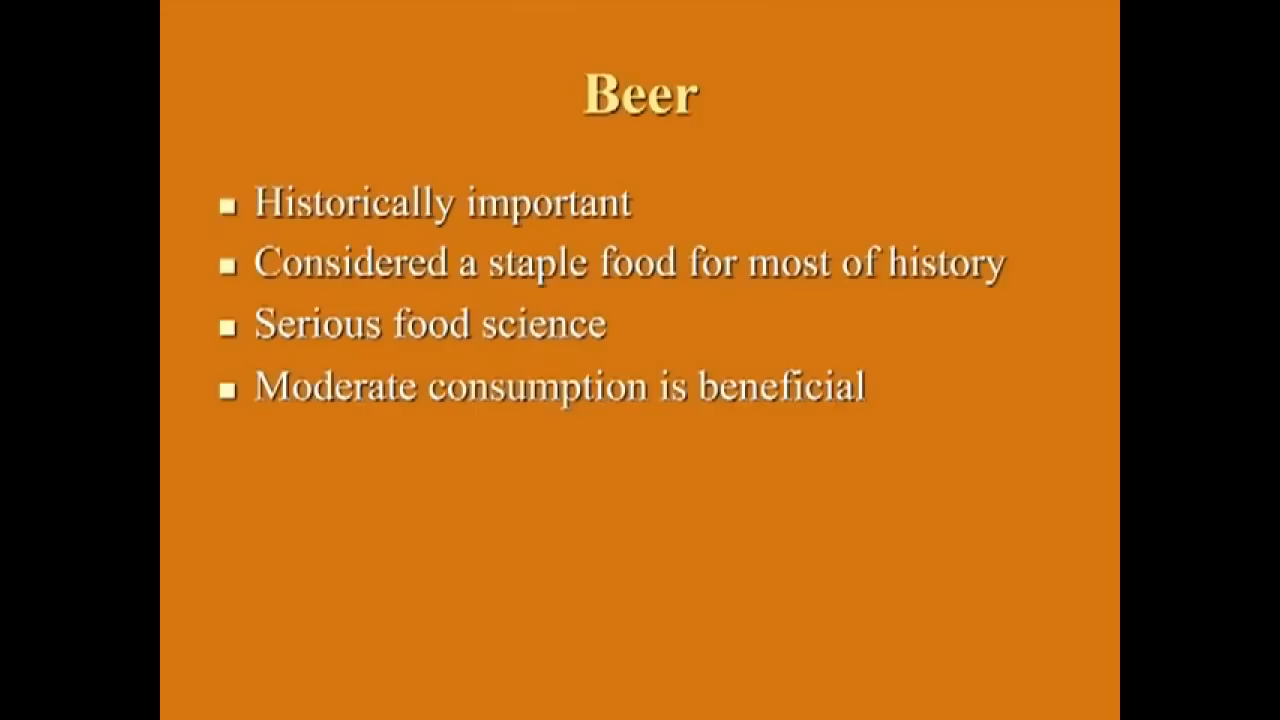 Beer
Historically important
Considered a staple food for most of history
Serious food science
Moderate consumption is beneficial